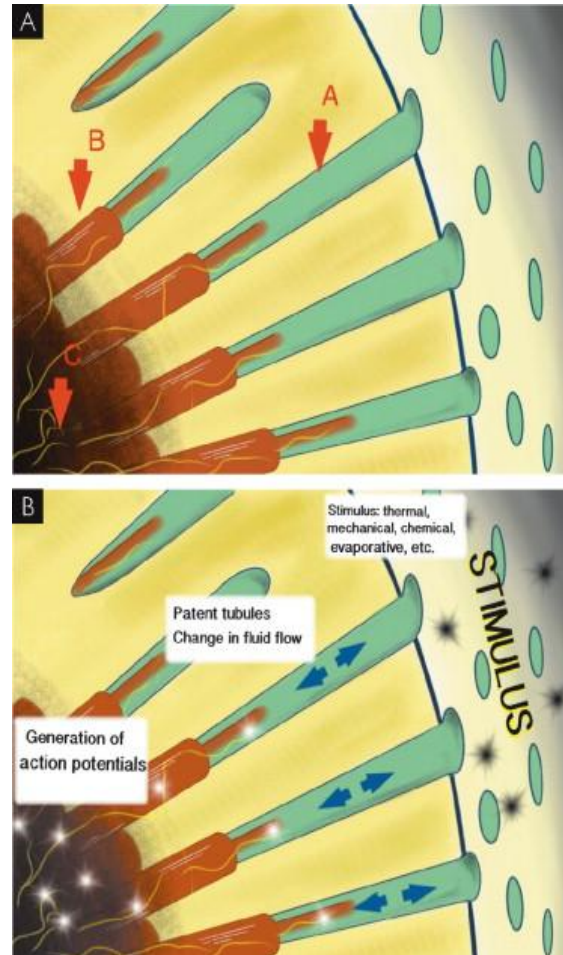 A
A
B
C
B
Stimulus: thermal,
mechanical, chemical,
evaporative, etc.
STIMULUS
Patent tubules
Change in fluid flow
Generation of
action potentials